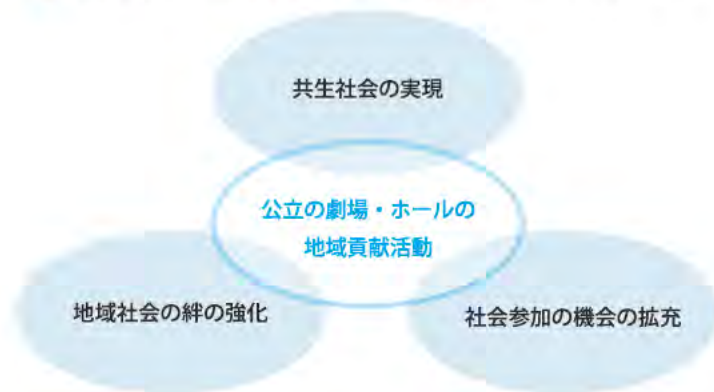 共生社会の実現
公立の劇場・ホールの
地域貢献活動
地域社会の絆の強化
社会参加の機会の拡充